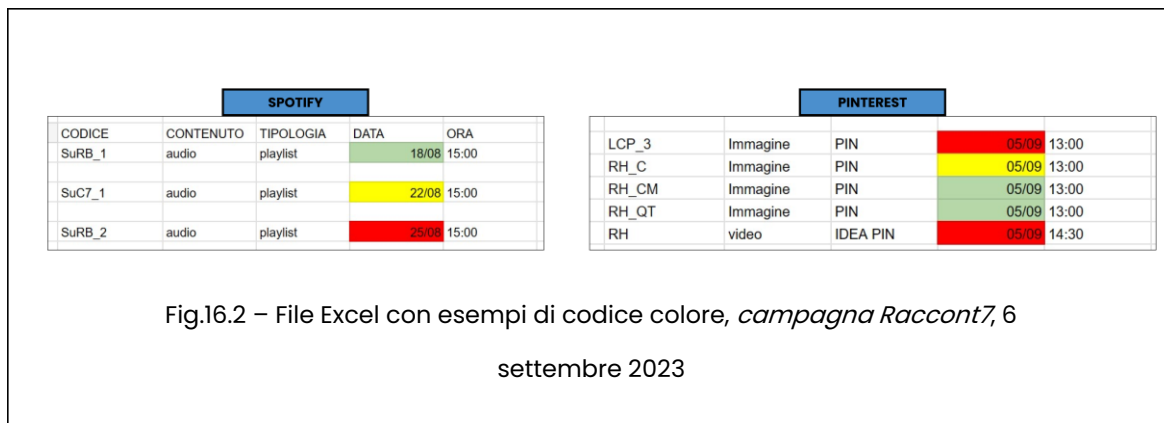 SPOTIFY
CODICE CONTENUTO TIPOLOGIA DATA ORA
SuRB_1 audio playlist 18/08 15:00
SuC7_1 audio playlist 22/08 15:00
SuRB_2 audio playlist 25/08 15:00
PINTEREST
LCP_3 Immagine PIN 05/09 13:00
RH_C Immagine PIN 05/09 13:00
RH_CM Immagine PIN 05/09 13:00
RH_QT Immagine PIN 05/09 13:00
RH video IDEA PIN 05/09 14:30
Fig.16.2 – File Excel con esempi di codice colore, campagna Raccont7, 6
settembre 2023